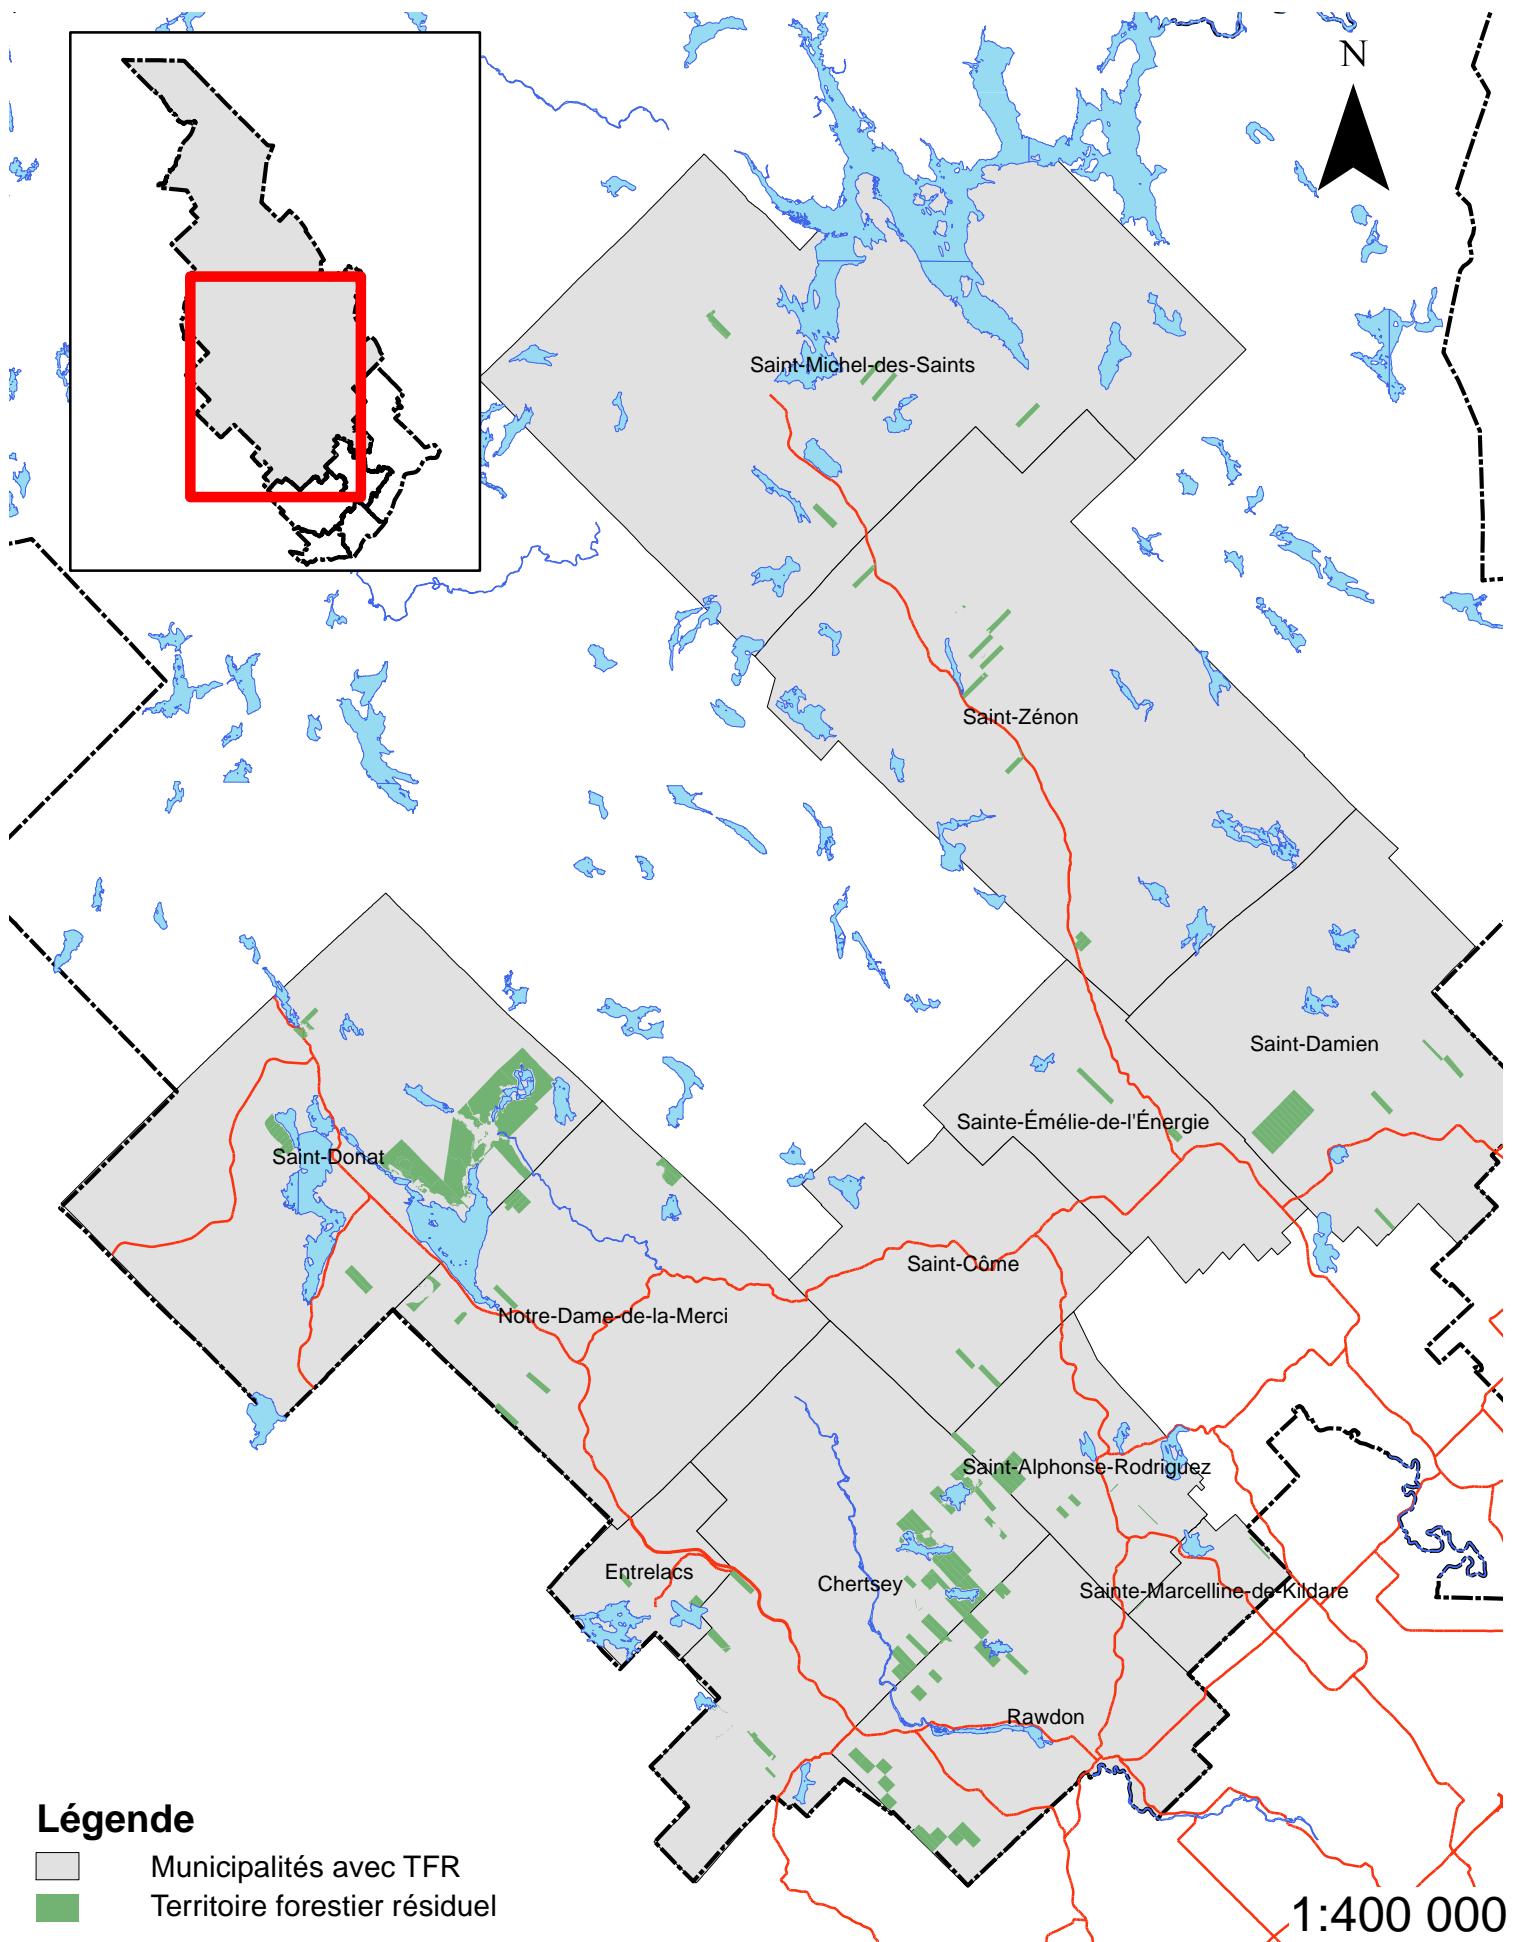 N
Saint-Michel-des-Saints
Saint-Zénon
Saint-Damien
Sainte-Émélie-de-l'Énergie
Saint-Donat
Saint-Côme
Notre-Dame-de-la-Merci
Saint-Alphonse-Rodriguez
Entrelacs
Chertsey
Sainte-Marcelline-de-Kildare
Rawdon
Légende
Municipalités avec TFR
Territoire forestier résiduel
1:400 000